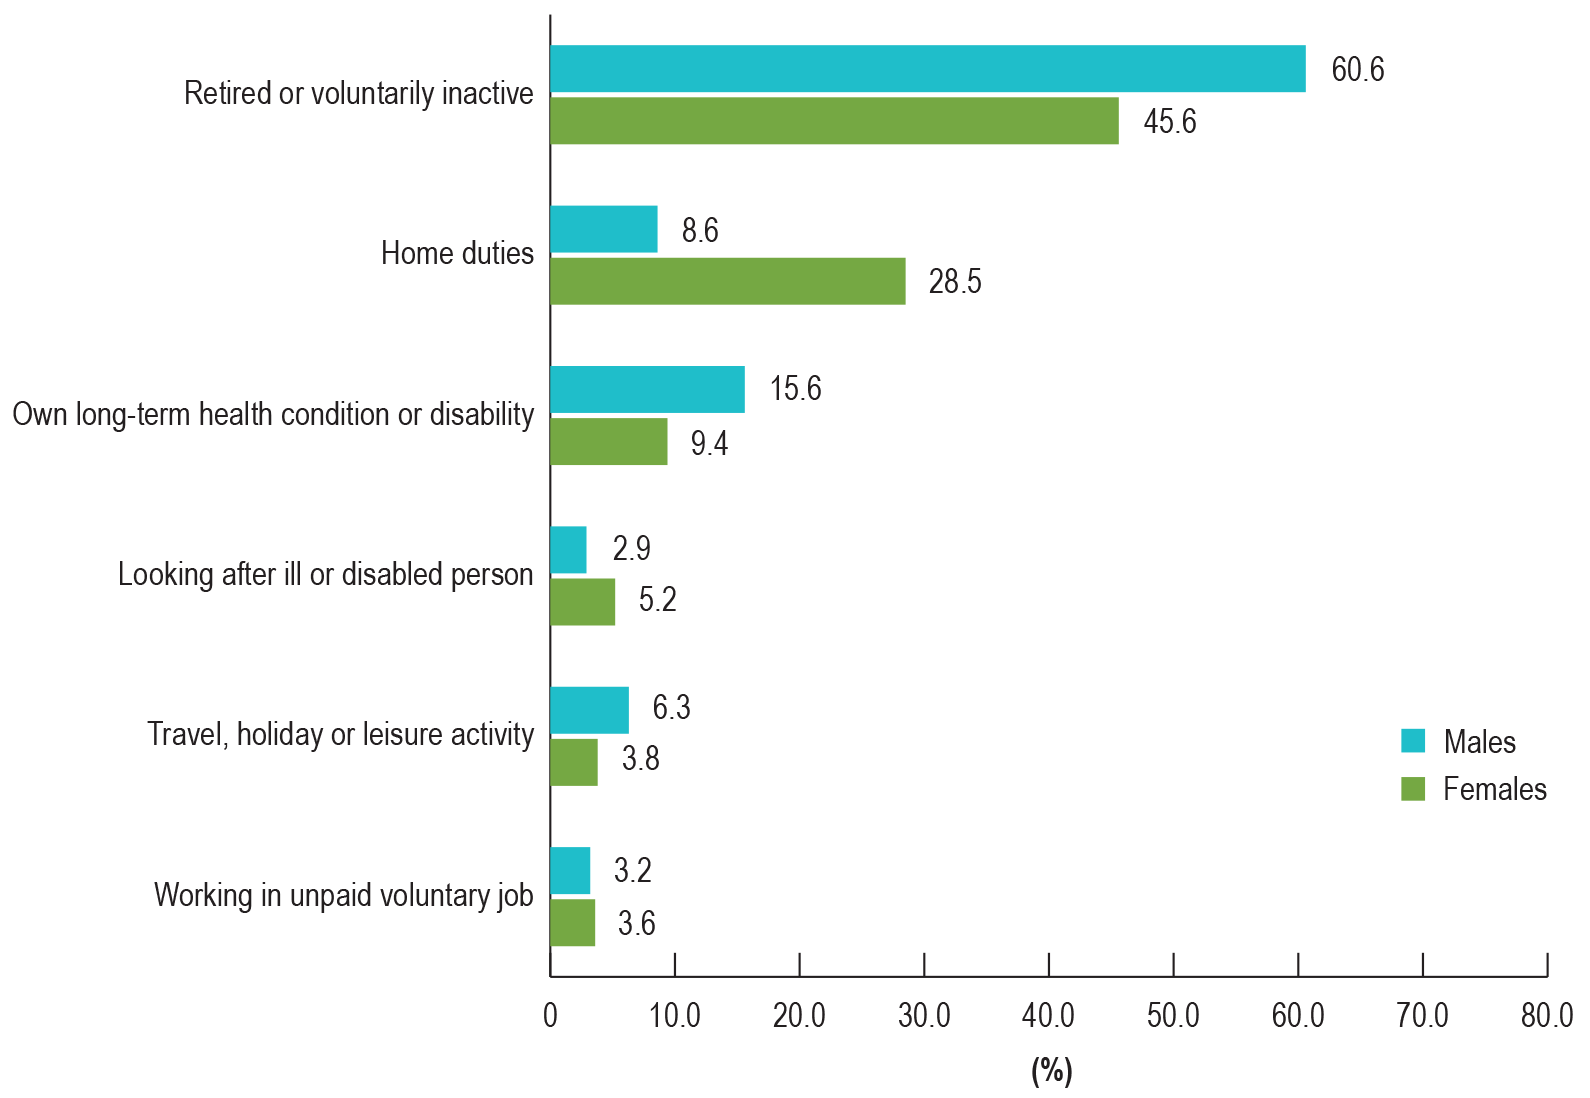 Retired or voluntarily inactive
60.6
45.6
Home duties
8.6
28.5
Own long-term health condition or disability
15.6
9.4
Looking after ill or disabled person
2.9
5.2
Travel, holiday or leisure activity
6.3
3.8
Working in unpaid voluntary job
3.2
3.6
Males
Females
0 10.0 20.0 30.0 40.0 50.0 60.0 70.0 80.0
(%)